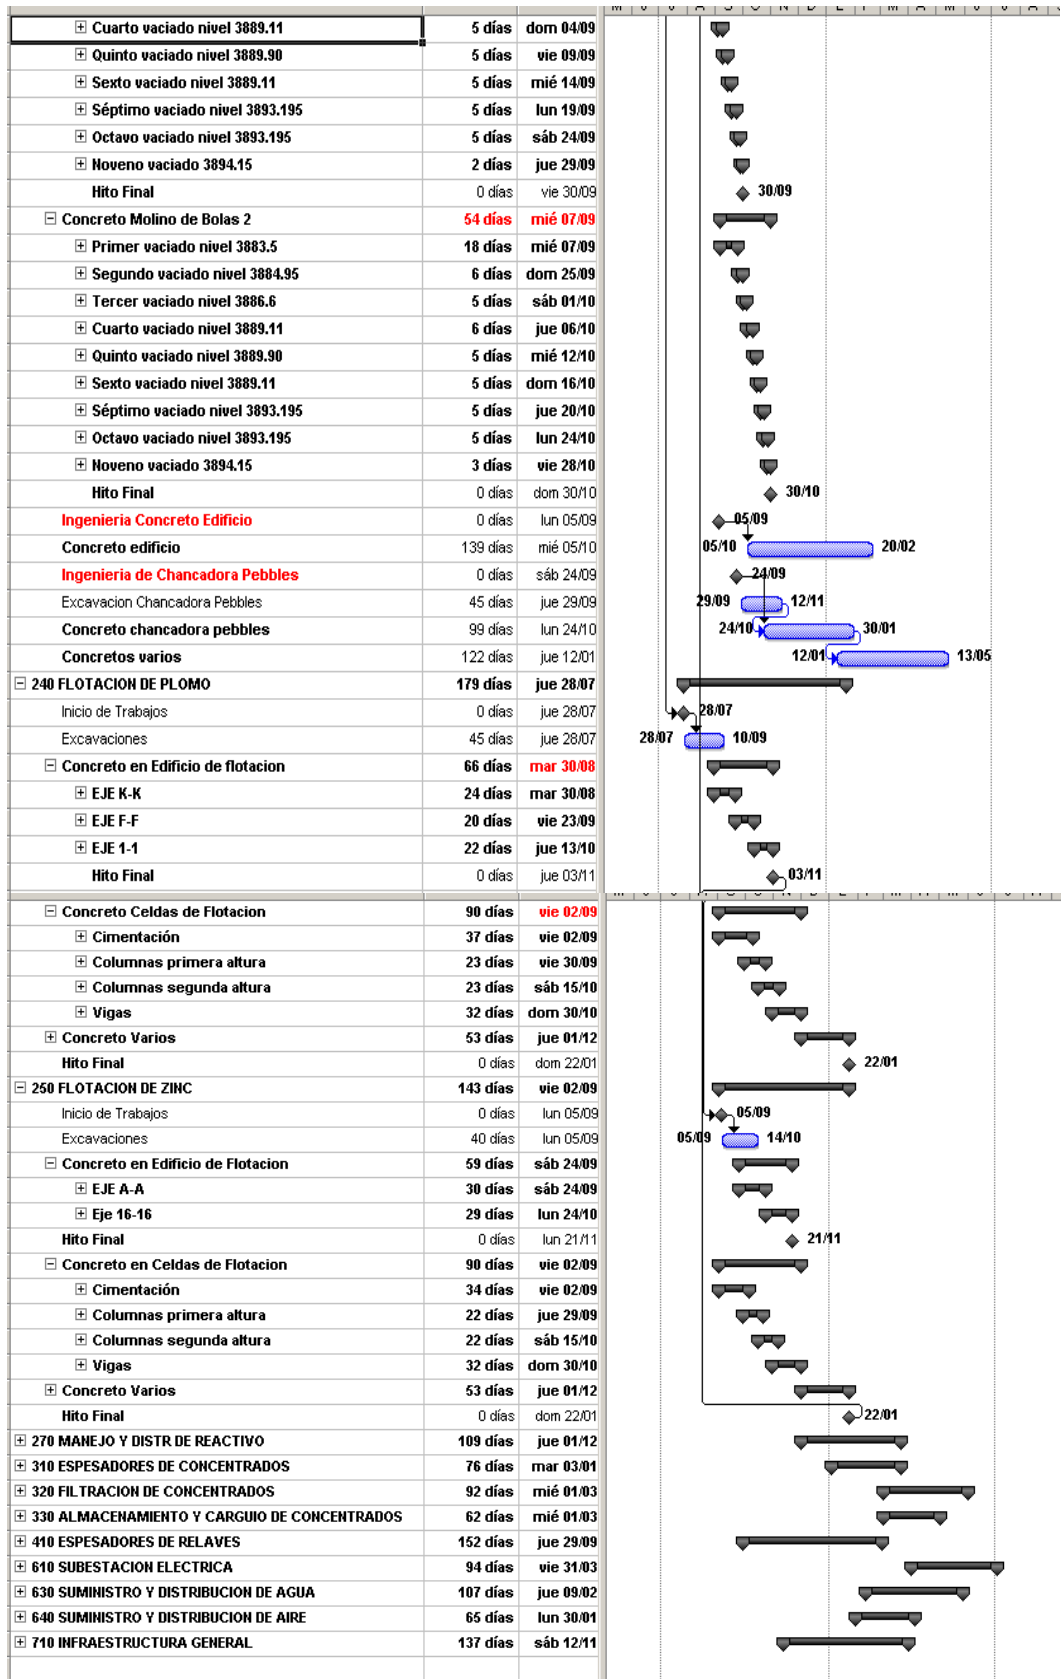 Cuarto vaciado nivel 3889.11 5 días dom 04/09
Quinto vaciado nivel 3889.90 5 días vie 09/09
Sexto vaciado nivel 3889.11 5 días mié 14/09
Séptimo vaciado nivel 3893.195 5 días lun 19/09
Octavo vaciado nivel 3893.195 5 días sáb 24/09
Noveno vaciado 3894.15 2 días jue 29/09
Hito Final 0 días vie 30/09 30/09
Concreto Molino de Bolas 2 54 días mié 07/09
Primer vaciado nivel 3883.5 18 días mié 07/09
Segundo vaciado nivel 3884.95 6 días dom 25/09
Tercer vaciado nivel 3886.6 5 días sáb 01/10
Cuarto vaciado nivel 3889.11 6 días jue 06/10
Quinto vaciado nivel 3889.90 5 días mié 12/10
Sexto vaciado nivel 3889.11 5 días dom 16/10
Séptimo vaciado nivel 3893.195 5 días jue 20/10
Octavo vaciado nivel 3893.195 5 días lun 24/10
Noveno vaciado 3894.15 3 días vie 28/10
Hito Final 0 días dom 30/10 30/10
Ingenieria Concreto Edificio 0 días lun 05/09 05/09
Concreto edificio 139 días mié 05/10 05/10 20/02
Ingenieria de Chancadora Pebbles 0 días sáb 24/09 24/09
Excavacion Chancadora Pebbles 45 días jue 29/09 29/09 12/11
Concreto chancadora pebbles 99 días lun 24/10 24/10 30/01
Concretos varios 122 días jue 12/01 12/01 13/05
240 FLOTACION DE PLOMO 179 días jue 28/07
Inicio de Trabajos 0 días jue 28/07 28/07
Excavaciones 45 días jue 28/07 28/07 10/09
Concreto en Edificio de flotacion 66 días mar 30/08
EJE K-K 24 días mar 30/08
EJE F-F 20 días vie 23/09
EJE 1-1 22 días jue 13/10
Hito Final 0 días jue 03/11 03/11
Concreto Celdas de Flotacion 90 días vie 02/09
Cimentación 37 días vie 02/09
Columnas primera altura 23 días vie 30/09
Columnas segunda altura 23 días sáb 15/10
Vigas 32 días dom 30/10
Concreto Varios 53 días jue 01/12
Hito Final 0 días dom 22/01 22/01
250 FLOTACION DE ZINC 143 días vie 02/09
Inicio de Trabajos 0 días lun 05/09 05/09
Excavaciones 40 días lun 05/09 05/09 14/10
Concreto en Edificio de Flotacion 59 días sáb 24/09
EJE A-A 30 días sáb 24/09
Eje 16-16 29 días lun 24/10
Hito Final 0 días lun 21/11 21/11
Concreto en Celdas de Flotacion 90 días vie 02/09
Cimentación 34 días vie 02/09
Columnas primera altura 22 días jue 29/09
Columnas segunda altura 22 días sáb 15/10
Vigas 32 días dom 30/10
Concreto Varios 53 días jue 01/12
Hito Final 0 días dom 22/01 22/01
270 MANEJO Y DISTR DE REACTIVO 109 días jue 01/12
310 ESPESADORES DE CONCENTRADOS 76 días mar 03/01
320 FILTRACION DE CONCENTRADOS 92 días mié 01/03
330 ALMACENAMIENTO Y CARGUIO DE CONCENTRADOS 62 días mié 01/03
410 ESPESADORES DE RELAVES 152 días jue 29/09
610 SUBESTACION ELECTRICA 94 días vie 31/03
630 SUMINISTRO Y DISTRIBUCION DE AGUA 107 días jue 09/02
640 SUMINISTRO Y DISTRIBUCION DE AIRE 65 días lun 30/01
710 INFRAESTRUCTURA GENERAL 137 días sáb 12/11